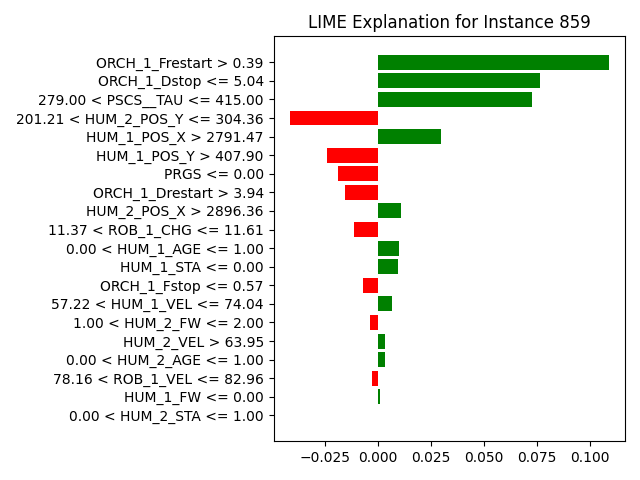 LIME Explanation for Instance 859
ORCH_1_Frestart > 0.39
ORCH_1_Dstop <= 5.04
279.00 < PSCS__TAU <= 415.00
201.21 < HUM_2_POS_Y <= 304.36
HUM_1_POS_X > 2791.47
HUM_1_POS_Y > 407.90
PRGS <= 0.00
ORCH_1_Drestart > 3.94
HUM_2_POS_X > 2896.36
11.37 < ROB_1_CHG <= 11.61
0.00 < HUM_1_AGE <= 1.00
HUM_1_STA <= 0.00
ORCH_1_Fstop <= 0.57
57.22 < HUM_1_VEL <= 74.04
1.00 < HUM_2_FW <= 2.00
HUM_2_VEL > 63.95
0.00 < HUM_2_AGE <= 1.00
78.16 < ROB_1_VEL <= 82.96
HUM_1_FW <= 0.00
0.00 < HUM_2_STA <= 1.00
−0.025 0.000 0.025 0.050 0.075 0.100